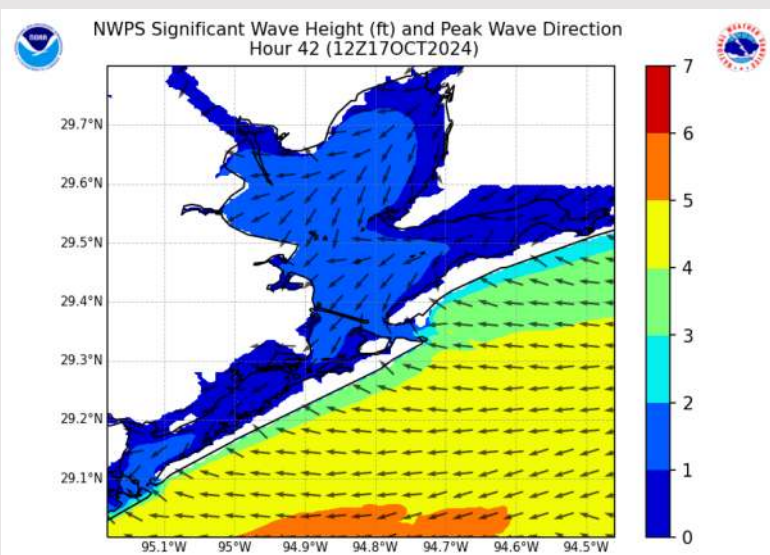 NWPS Significant Wave Height (ft) and Peak Wave Direction
Hour 42 (12Z17OCT2024)
NOAA
29.7°N
29.6°N
29.5°N
29.4°N
29.3°N
29.2°N
29.1°N
95.1°W 95°W 94.9°W 94.8°W 94.7°W 94.6°W 94.5°W
7
6
5
4
3
2
1
0